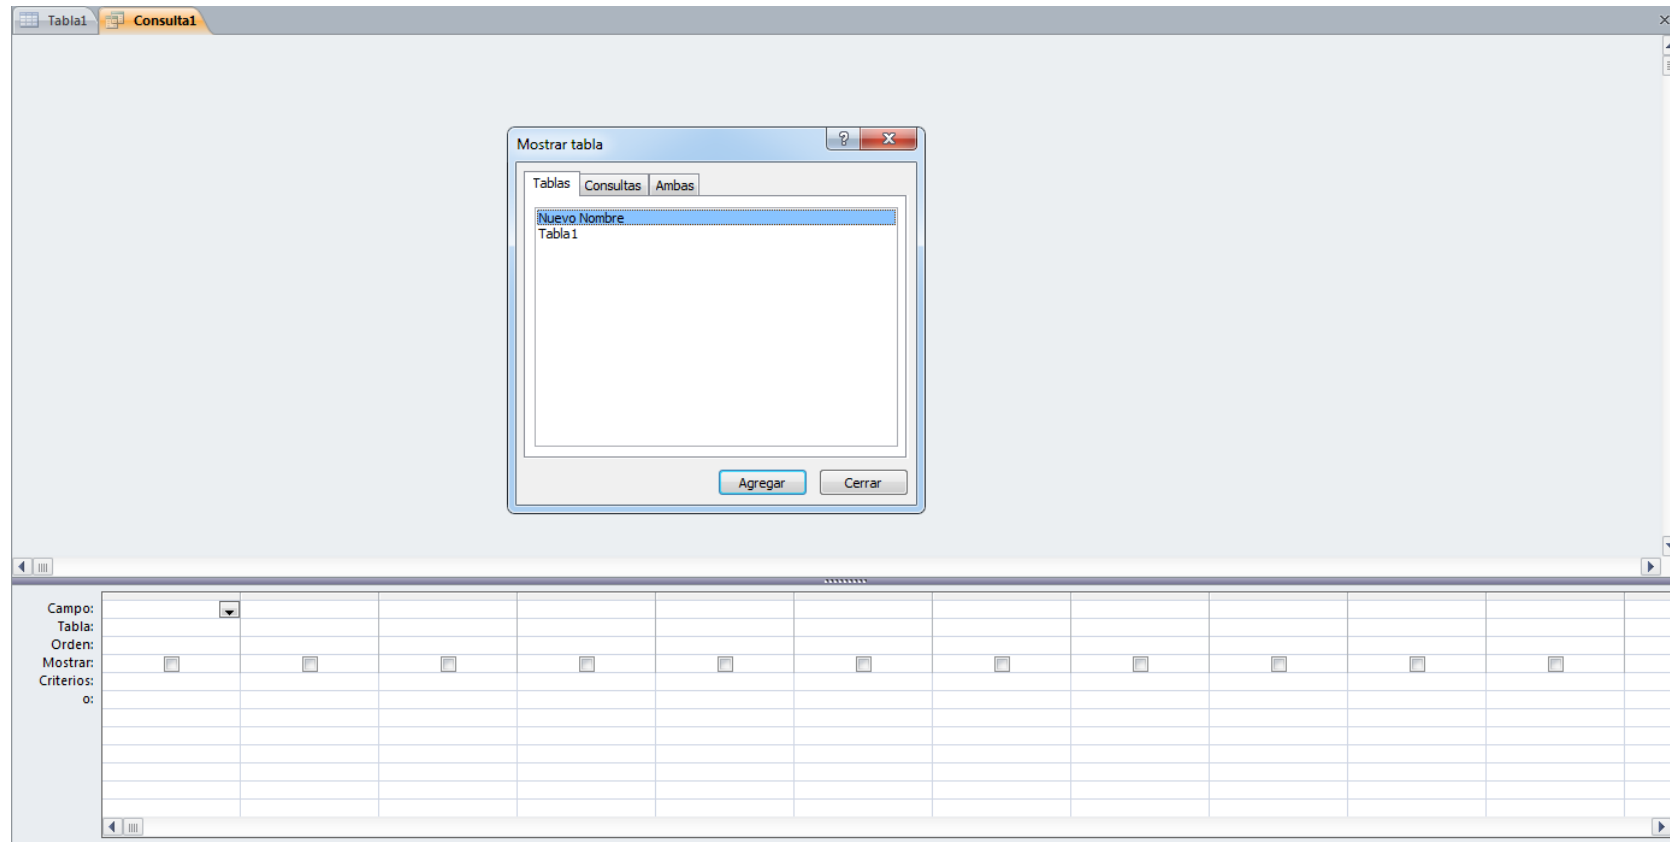 Tabla1 Consulta1
Mostrar tabla
Tablas Consultas Ambas
Nuevo Nombre
Tabla1
Agregar Cerrar
Campo:
Tabla:
Orden:
Mostrar:
Criterios:
o: